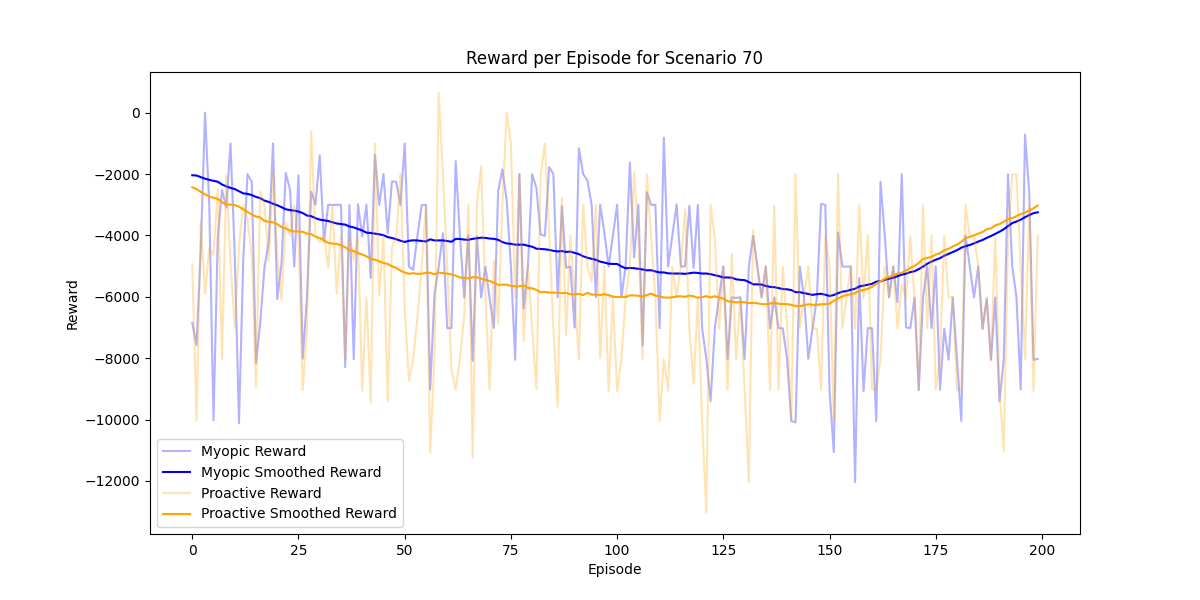 Reward per Episode for Scenario 70
Reward
0
−2000
−4000
−6000
−8000
−10000
−12000
Myopic Reward
Myopic Smoothed Reward
Proactive Reward
Proactive Smoothed Reward
0 25 50 75 100 125 150 175 200
Episode